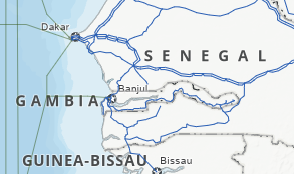 Dakar
SENEGAL
Banjul
GAMBIA
GUINEA-BISSAU
Bissau